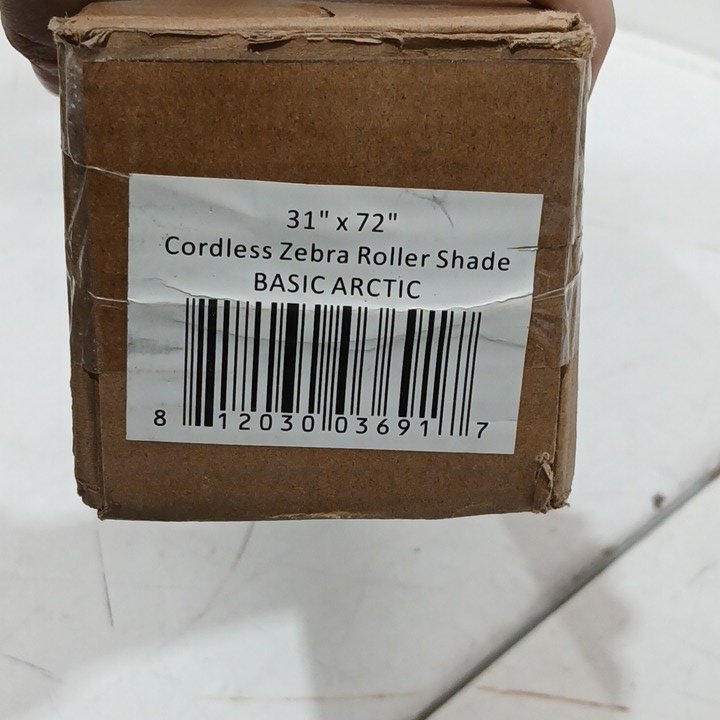 31" x 72"
Cordless Zebra Roller Shade
BASIC ARCTIC
8 12030 03691 7